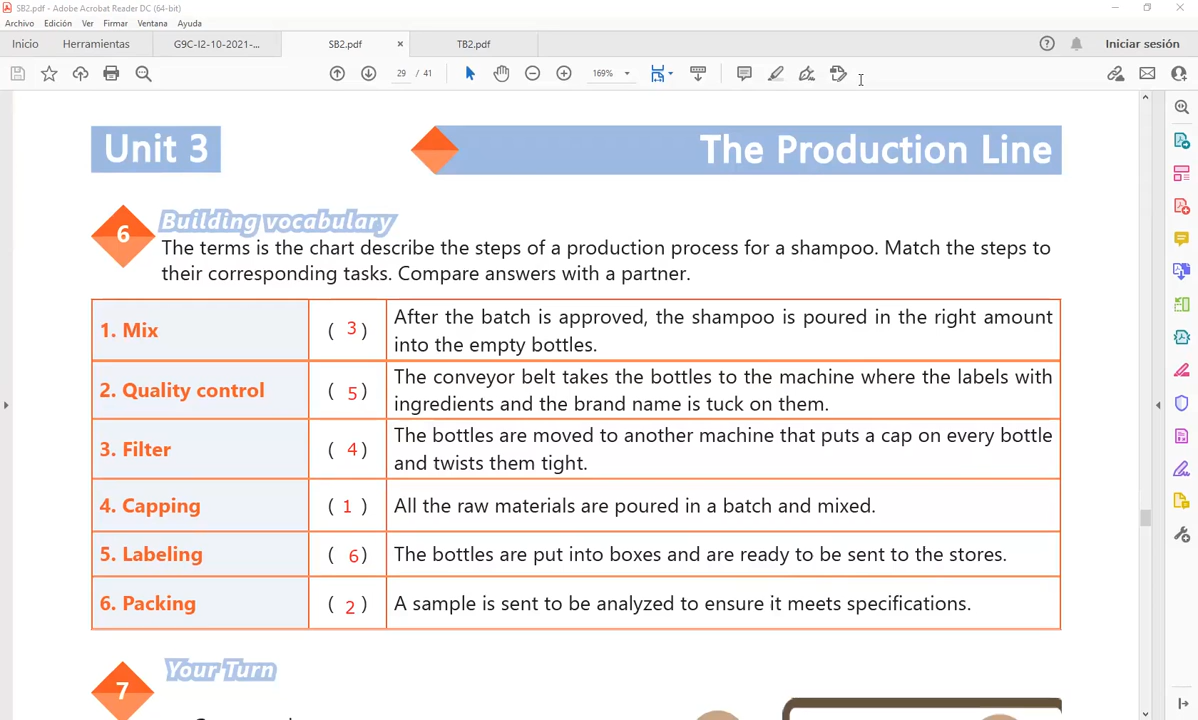 SB2.pdf - Adobe Acrobat Reader DC (64-bit)
Archivo Edición Ver Firmar Ventana Ayuda
Inicio Herramientas G9C-I2-10-2021-... SB2.pdf × TB2.pdf Iniciar sesión
29 / 41 169%
Unit 3 The Production Line
6 Building vocabulary
The terms is the chart describe the steps of a production process for a shampoo. Match the steps to
their corresponding tasks. Compare answers with a partner.
1. Mix ( 3 ) After the batch is approved, the shampoo is poured in the right amount
into the empty bottles.
2. Quality control ( 5 ) The conveyor belt takes the bottles to the machine where the labels with
ingredients and the brand name is tuck on them.
3. Filter ( 4 ) The bottles are moved to another machine that puts a cap on every bottle
and twists them tight.
4. Capping ( 1 ) All the raw materials are poured in a batch and mixed.
5. Labeling ( 6 ) The bottles are put into boxes and are ready to be sent to the stores.
6. Packing ( 2 ) A sample is sent to be analyzed to ensure it meets specifications.
7 Your Turn